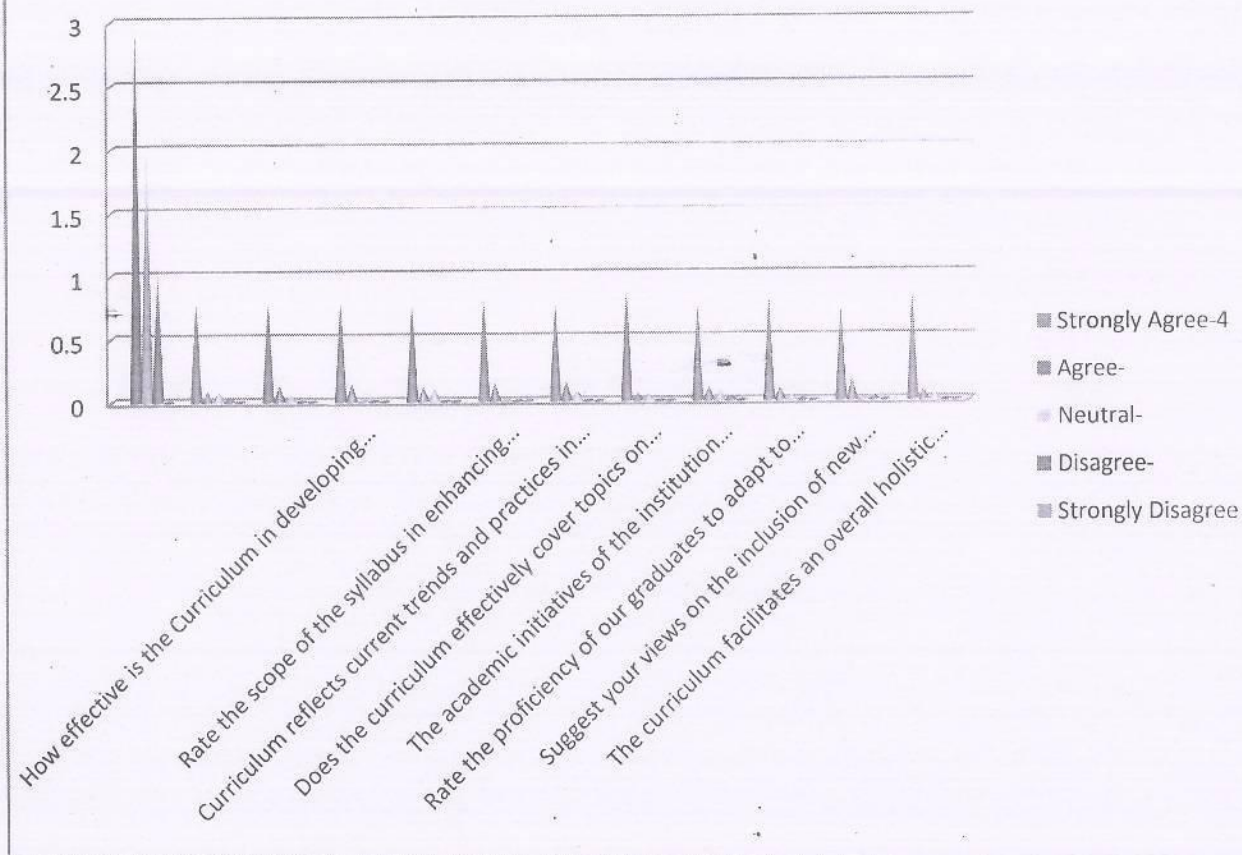 3
2.5
2
1.5
1
0.5
0
How effective is the Curriculum in developing...
Rate the scope of the syllabus in enhancing...
Curriculum reflects current trends and practices in...
Does the curriculum effectively cover topics on...
The academic initiatives of the institution...
Rate the proficiency of our graduates to adapt to...
Suggest your views on the inclusion of new...
The curriculum facilitates an overall holistic...
Strongly Agree-4
Agree-
Neutral-
Disagree-
Strongly Disagree